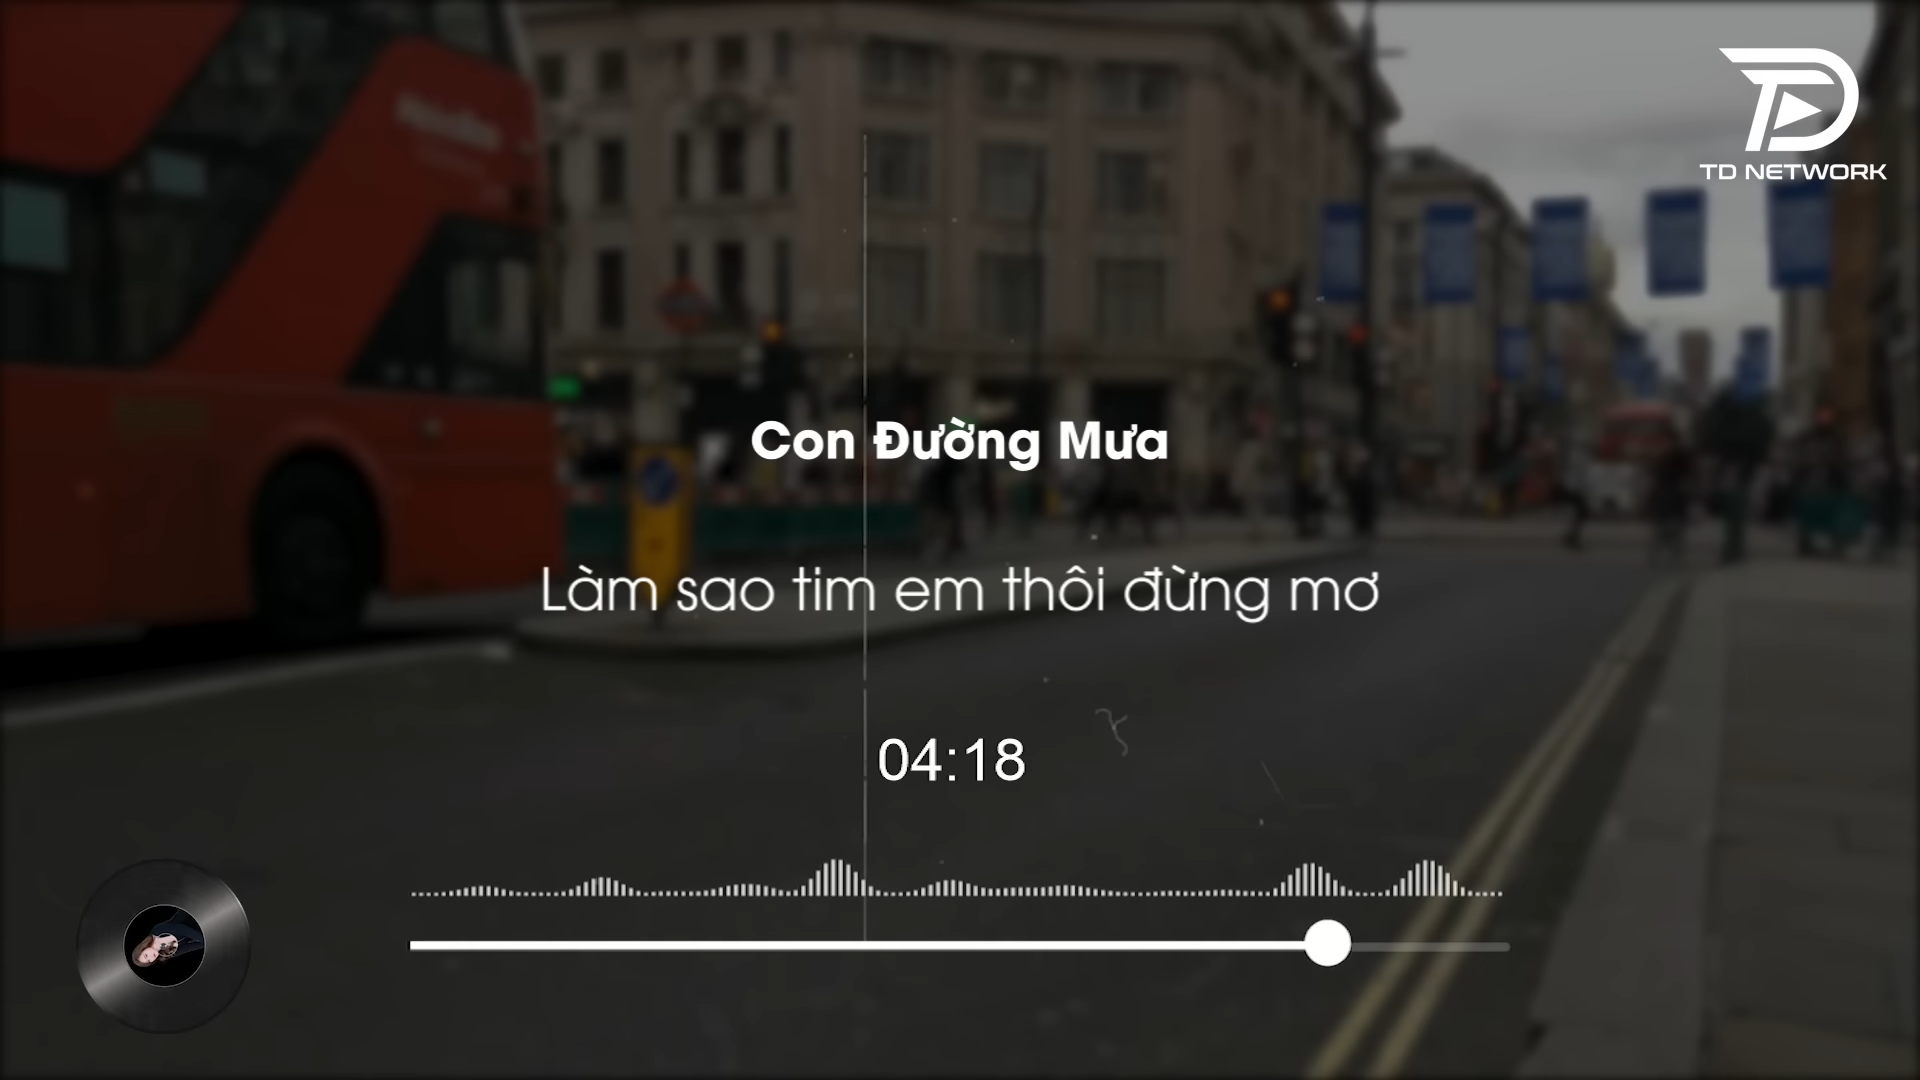 TD NETWORK
Con Đường Mưa
Làm sao tim em thôi đừng mơ
04:18